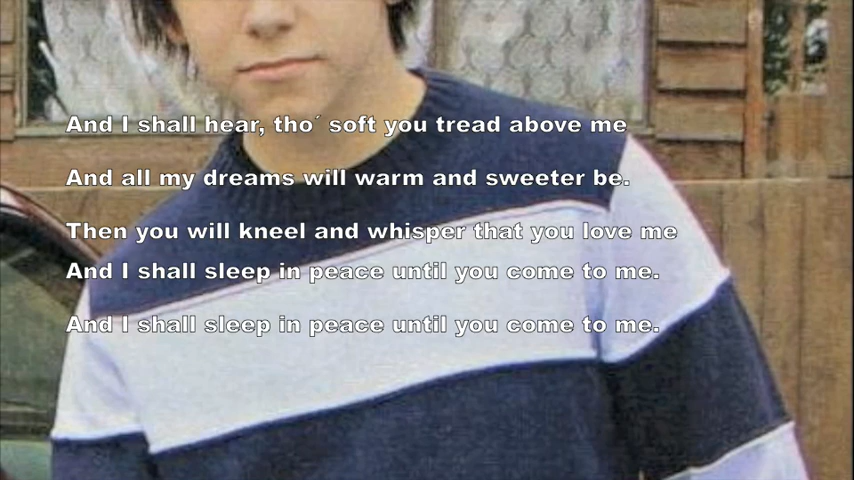 And I shall hear, tho´ soft you tread above me
And all my dreams will warm and sweeter be.
Then you will kneel and whisper that you love me
And I shall sleep in peace until you come to me.
And I shall sleep in peace until you come to me.